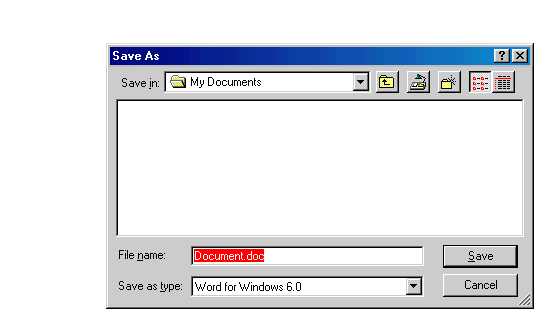 Save As
Save in: My Documents
File name: Document.doc Save
Save as type: Word for Windows 6.0 Cancel